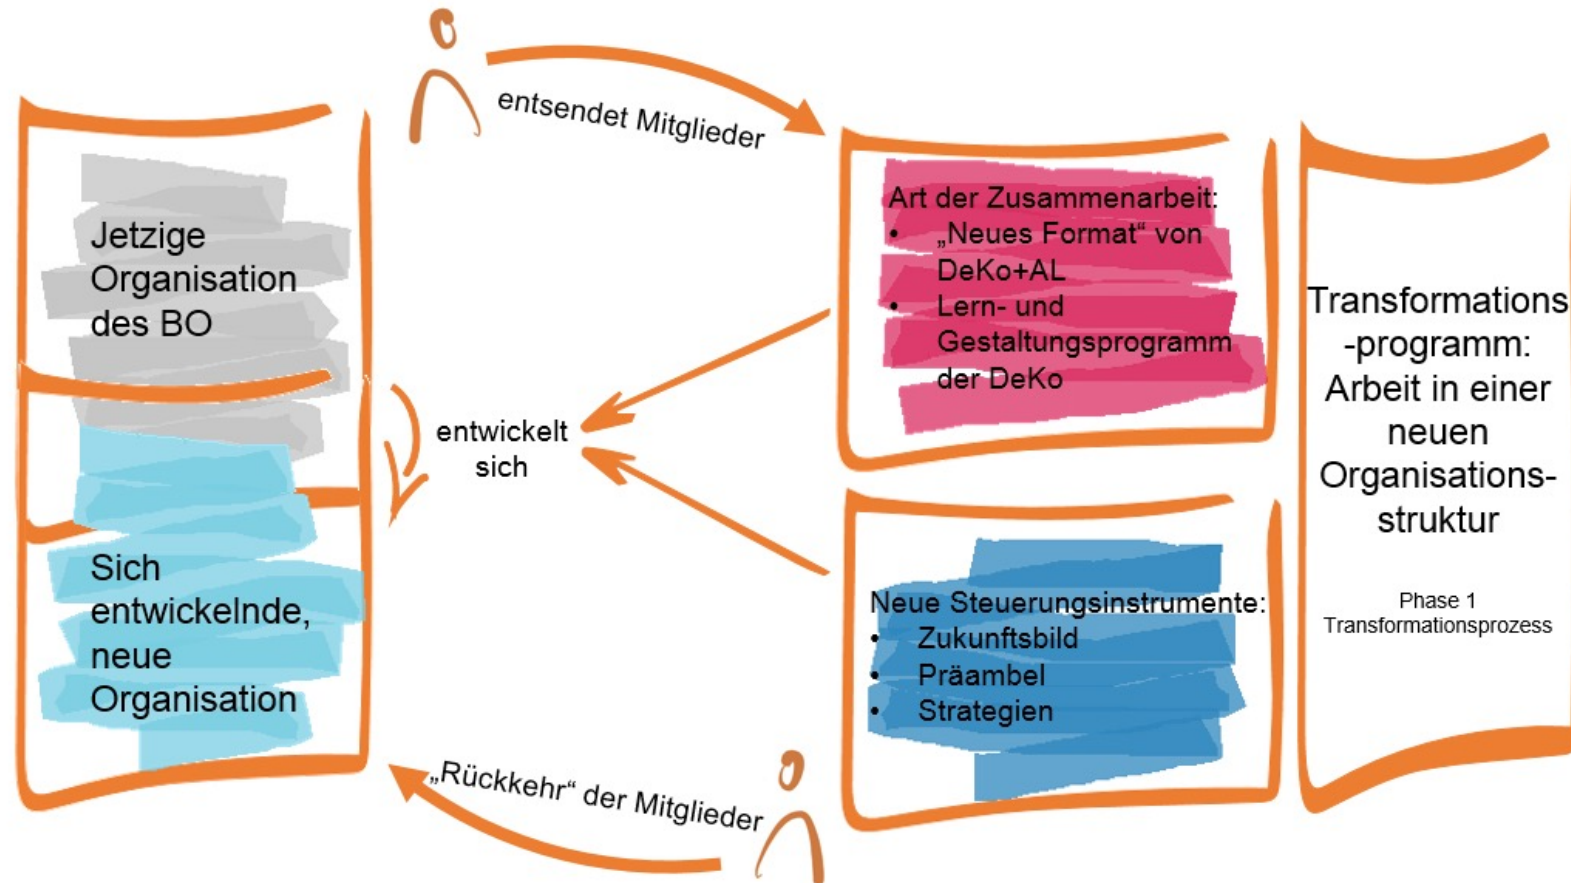 entsendet Mitglieder
Jetzige
Organisation
des BO
Sich
entwickelnde,
neue
Organisation
entwickelt
sich
„Rückkehr“ der Mitglieder
Art der Zusammenarbeit:
• „Neues Format“ von
DeKo+AL
• Lern- und
Gestaltungsprogramm
der DeKo
Neue Steuerungsinstrumente:
• Zukunftsbild
• Präambel
• Strategien
Transformations
-programm:
Arbeit in einer
neuen
Organisations-
struktur
Phase 1
Transformationsprozess